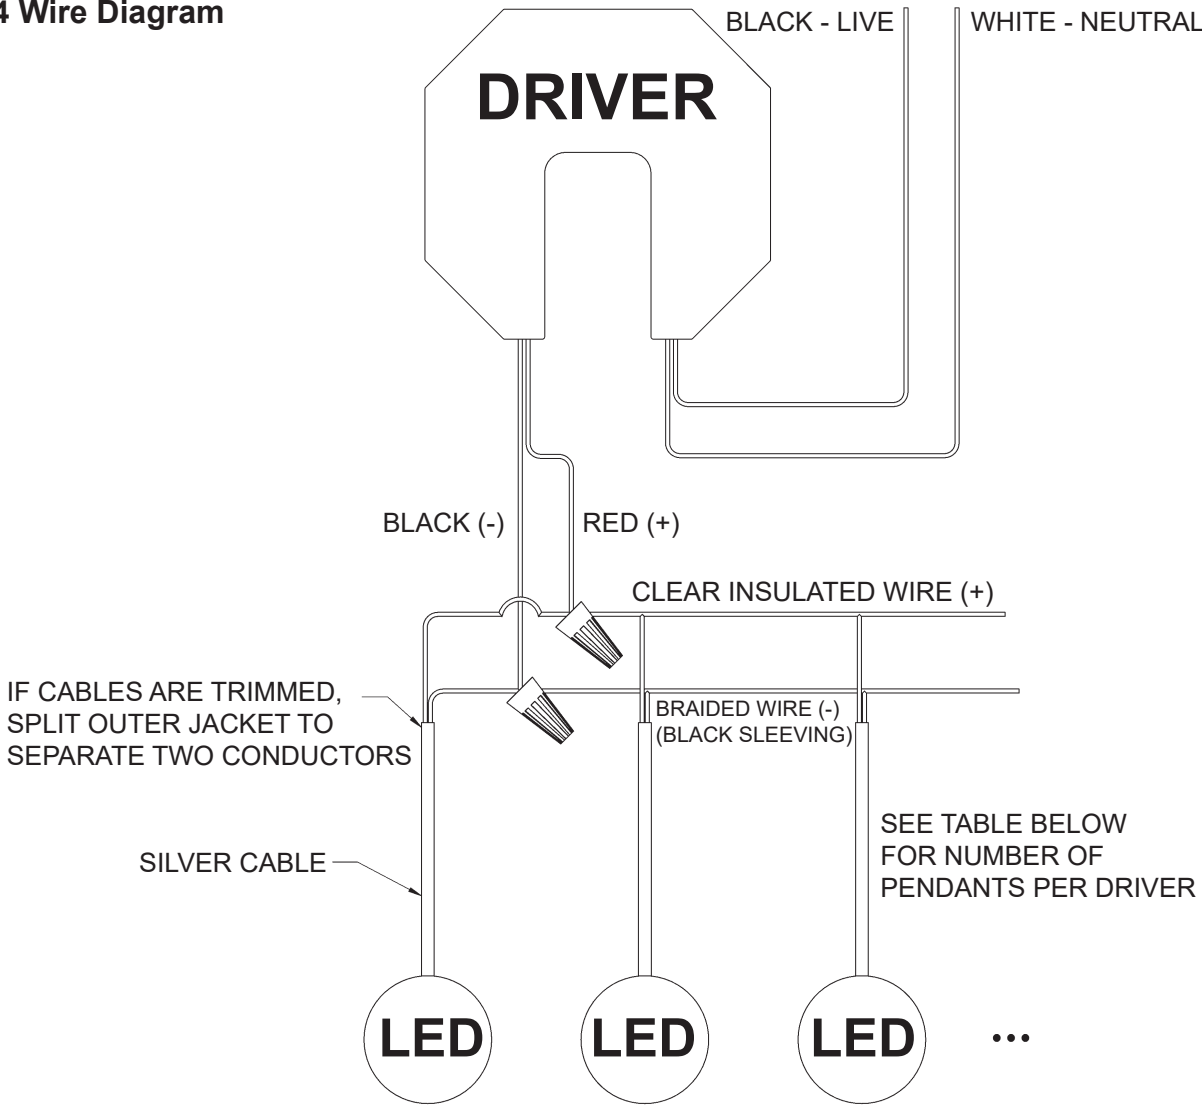 4 Wire Diagram
BLACK - LIVE
WHITE - NEUTRAL
DRIVER
BLACK (-)
RED (+)
CLEAR INSULATED WIRE (+)
IF CABLES ARE TRIMMED,
SPLIT OUTER JACKET TO
SEPARATE TWO CONDUCTORS
BRAIDED WIRE (-)
(BLACK SLEEVING)
SILVER CABLE
SEE TABLE BELOW
FOR NUMBER OF
PENDANTS PER DRIVER
LED
LED
LED
...